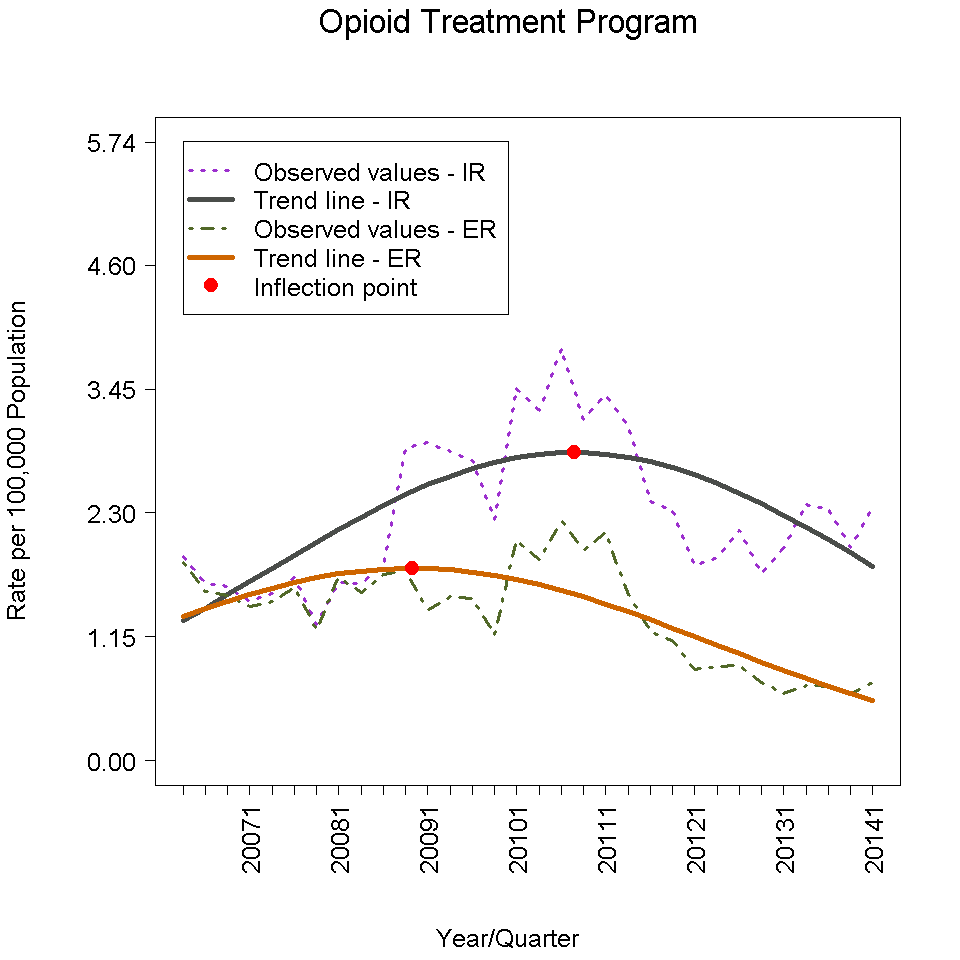 Opioid Treatment Program
Observed values - IR
Trend line - IR
Observed values - ER
Trend line - ER
Inflection point
Rate per 100,000 Population
5.74
4.60
3.45
2.30
1.15
0.00
20071
20081
20091
20101
20111
20121
20131
20141
Year/Quarter